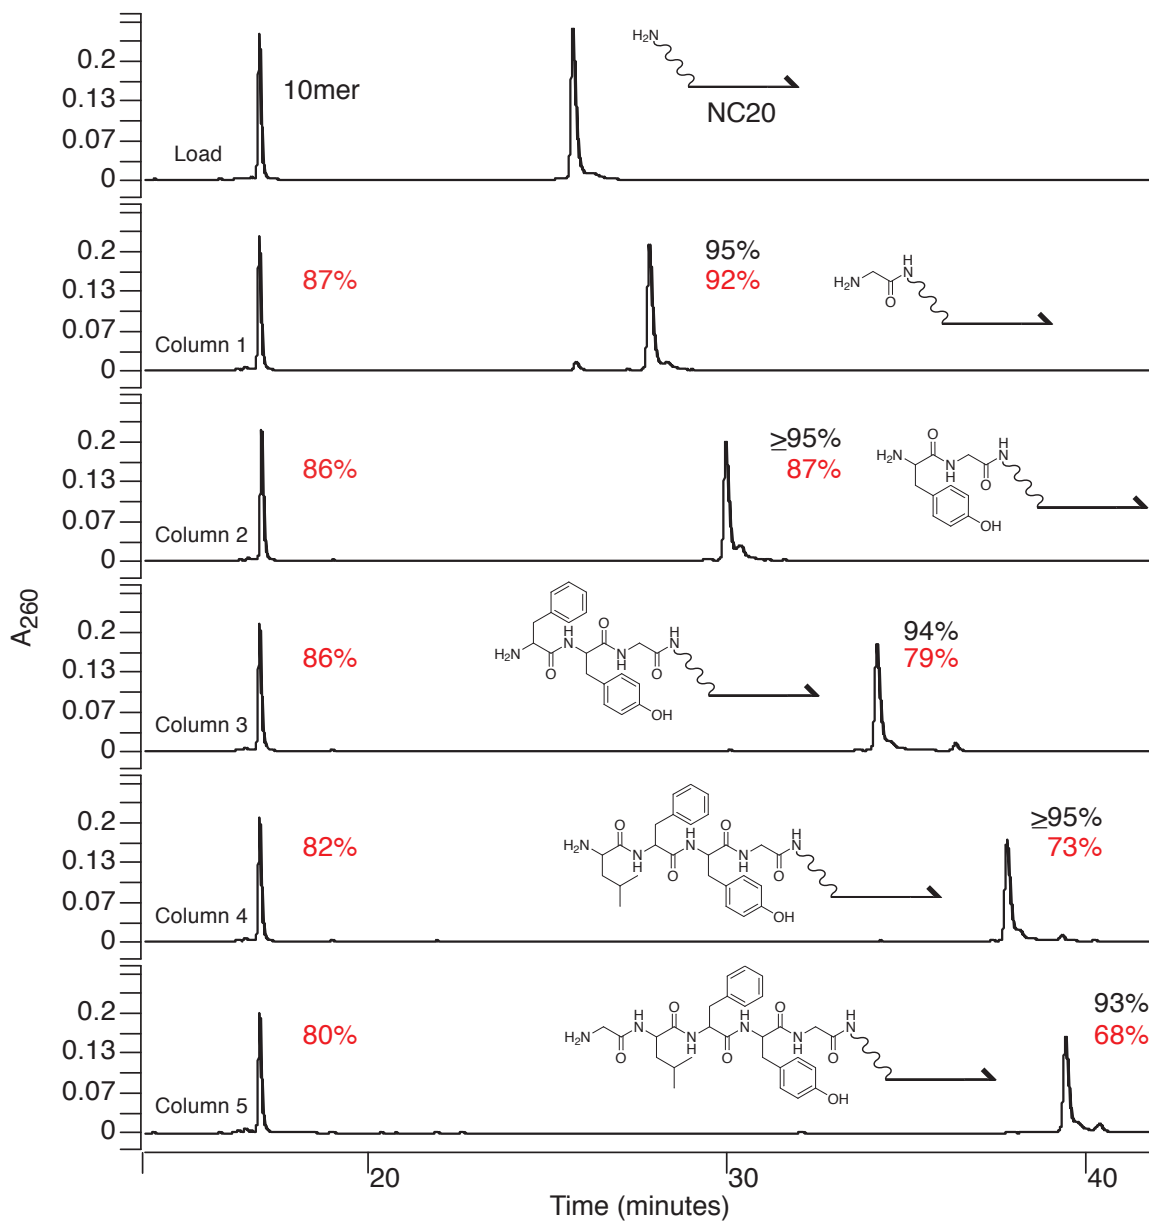 0.2
0.13
0.07
0
Load
10mer
H₂N
NC20
0.2
0.13
0.07
0
Column 1
87%
95%
92%
H₂N
O
H
N
0.2
0.13
0.07
0
Column 2
86%
≥95%
87%
H₂N
O
N
H
O
H
N
OH
A₂₆₀
0.2
0.13
0.07
0
Column 3
86%
94%
79%
H₂N
O
H
N
O
N
H
O
H
N
OH
0.2
0.13
0.07
0
Column 4
82%
≥95%
73%
H₂N
O
N
H
O
H
N
O
N
H
O
H
N
OH
0.2
0.13
0.07
0
Column 5
80%
93%
68%
H₂N
O
H
N
O
N
H
O
H
N
O
N
H
O
H
N
OH
20
30
40
Time (minutes)